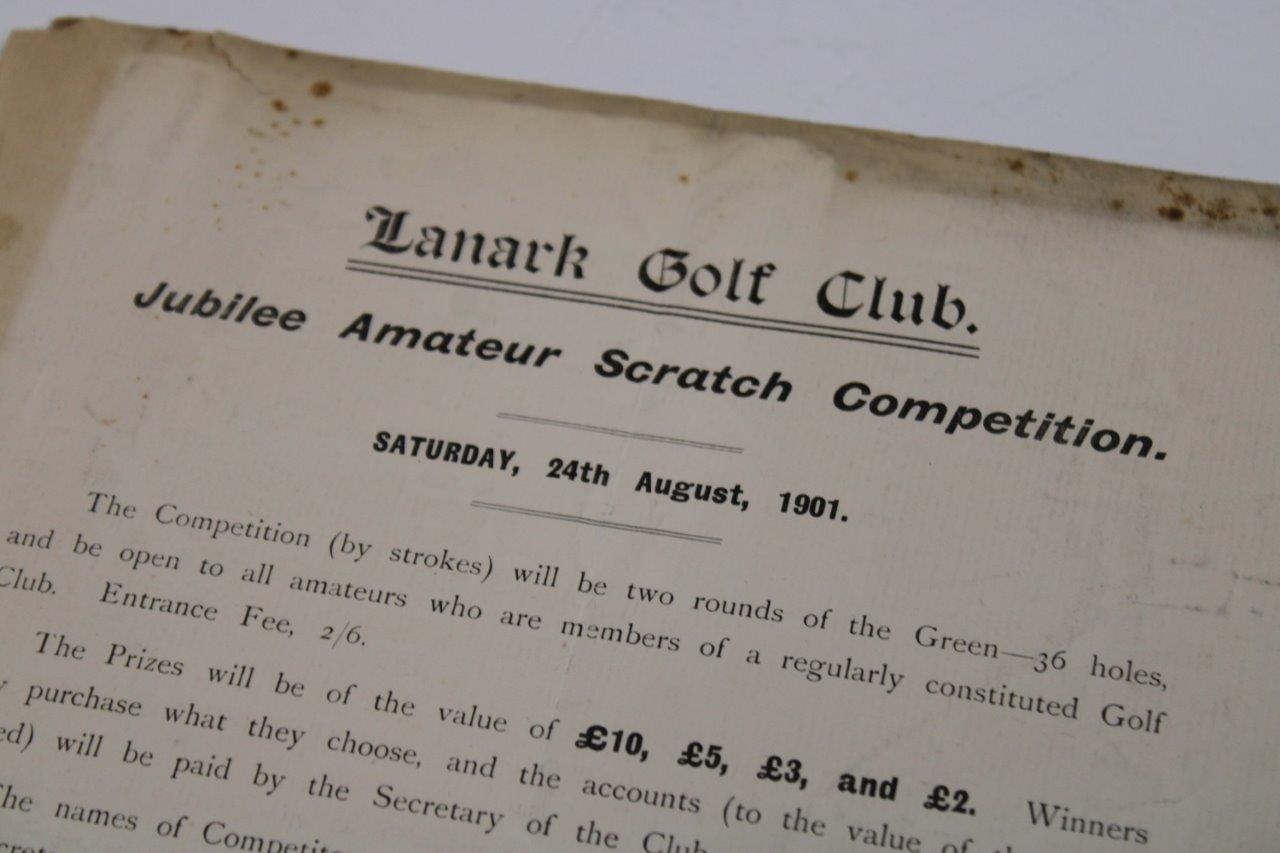 Lanark Golf Club.
Jubilee Amateur Scratch Competition.
SATURDAY, 24th August, 1901.
The Competition (by strokes) will be two rounds of the Green—36 holes,
and be open to all amateurs who are members of a regularly constituted Golf
Club. Entrance Fee, 2/6.
The Prizes will be of the value of £10, £5, £3, and £2. Winners
purchase what they choose, and the accounts (to the value of
will be paid by the Secretary of the Club
The names of